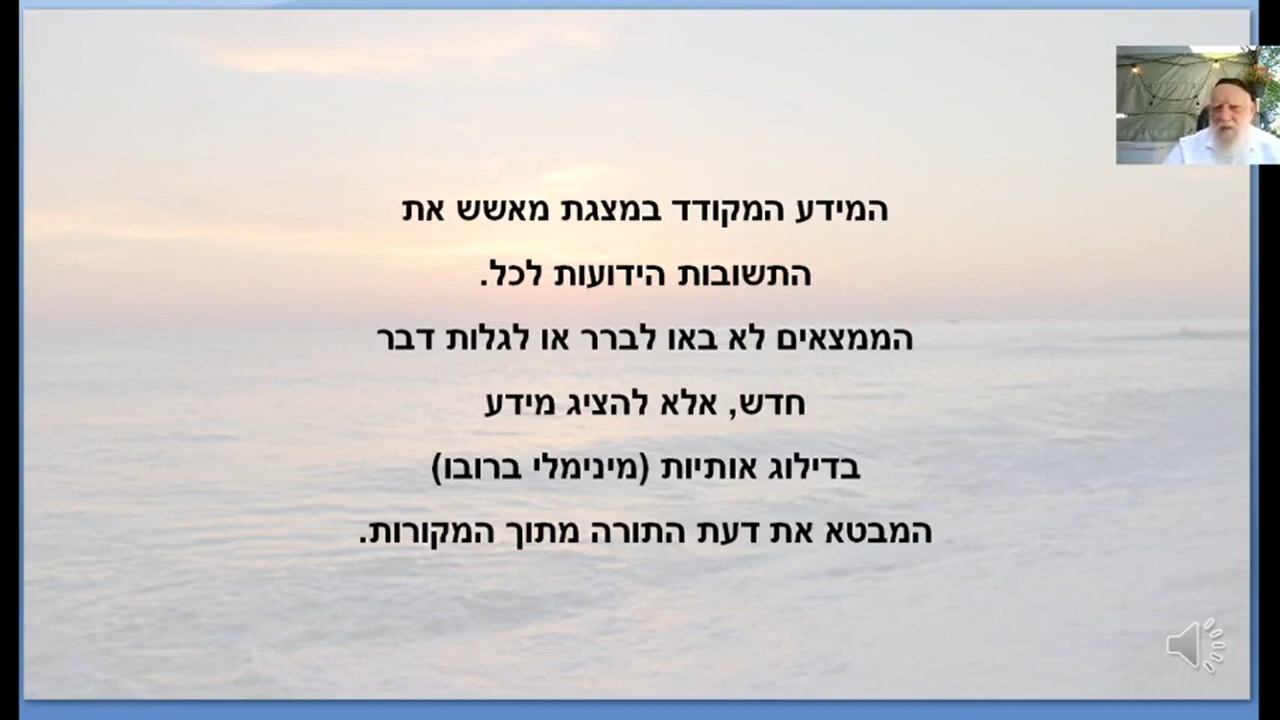 המידע המקודד במצגת מאשש את
התשובות הידועות לכל.
הממצאים לא באו לברר או לגלות דבר
חדש, אלא להציג מידע
בדילוג אותיות (מינימלי ברובו)
המבטא את דעת התורה מתוך המקורות.